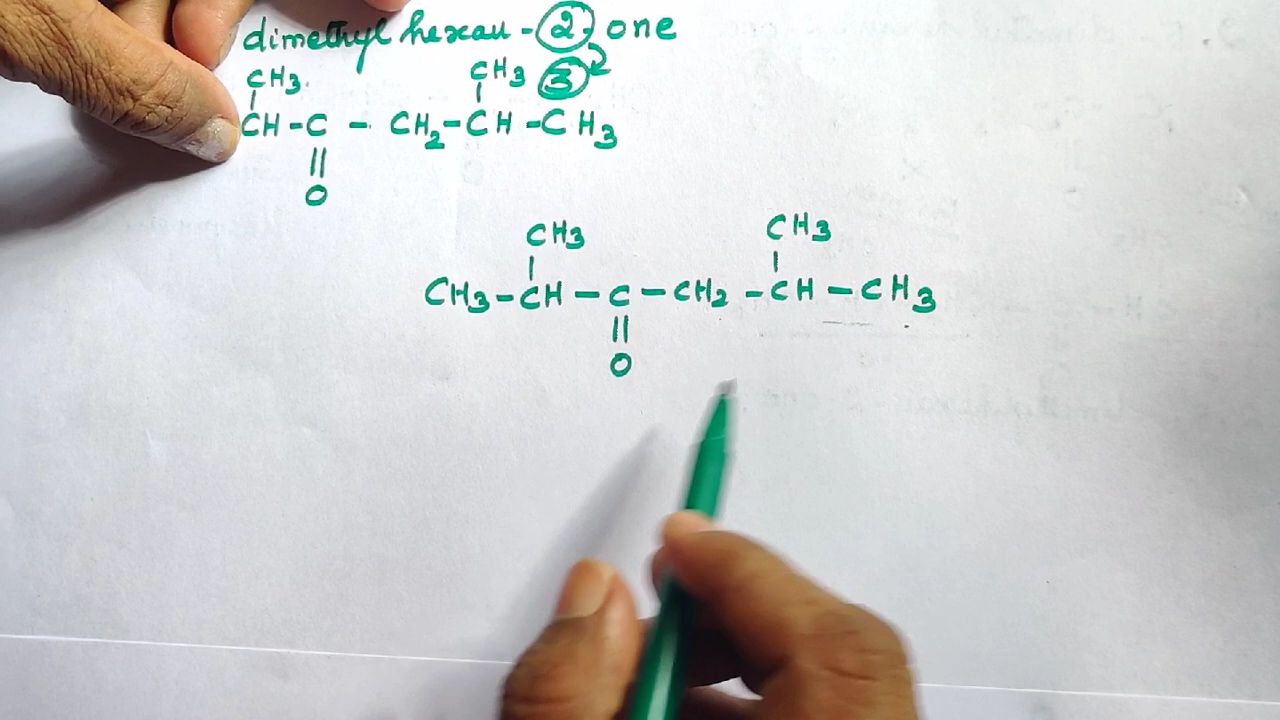 dimethyl hexan - 2, one
CH3 CH3 3
CH - C - CH2 - CH - CH3
||
O
CH3 CH3
CH3 - CH - C - CH2 - CH - CH3
||
O